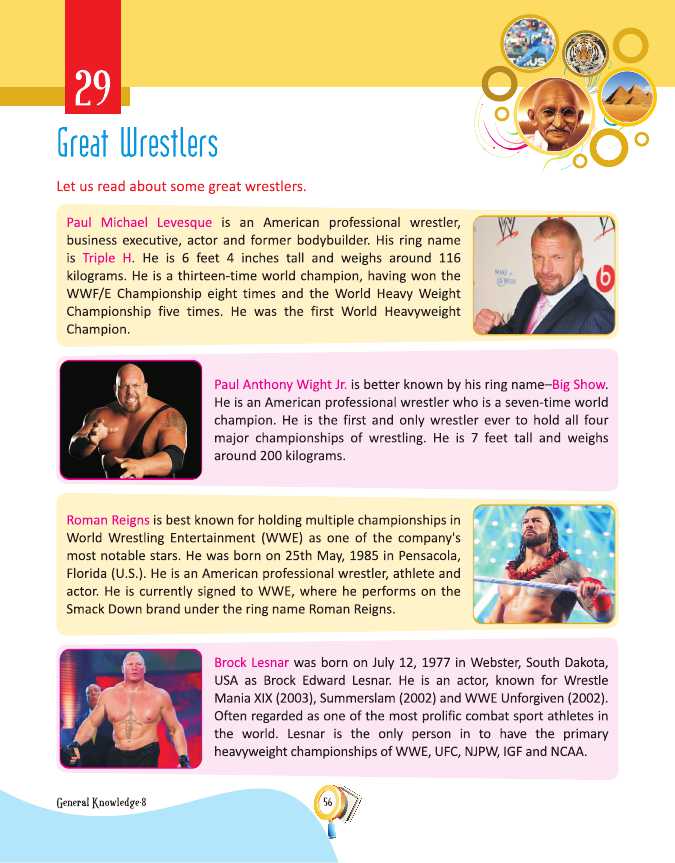 29
Great Wrestlers
Let us read about some great wrestlers.
Paul Michael Levesque is an American professional wrestler,
business executive, actor and former bodybuilder. His ring name
is Triple H. He is 6 feet 4 inches tall and weighs around 116
kilograms. He is a thirteen-time world champion, having won the
WWF/E Championship eight times and the World Heavy Weight
Championship five times. He was the first World Heavyweight
Champion.
Paul Anthony Wight Jr. is better known by his ring name–Big Show.
He is an American professional wrestler who is a seven-time world
champion. He is the first and only wrestler ever to hold all four
major championships of wrestling. He is 7 feet tall and weighs
around 200 kilograms.
Roman Reigns is best known for holding multiple championships in
World Wrestling Entertainment (WWE) as one of the company's
most notable stars. He was born on 25th May, 1985 in Pensacola,
Florida (U.S.). He is an American professional wrestler, athlete and
actor. He is currently signed to WWE, where he performs on the
Smack Down brand under the ring name Roman Reigns.
Brock Lesnar was born on July 12, 1977 in Webster, South Dakota,
USA as Brock Edward Lesnar. He is an actor, known for Wrestle
Mania XIX (2003), Summerslam (2002) and WWE Unforgiven (2002).
Often regarded as one of the most prolific combat sport athletes in
the world. Lesnar is the only person in to have the primary
heavyweight championships of WWE, UFC, NJPW, IGF and NCAA.
General Knowledge-8
56